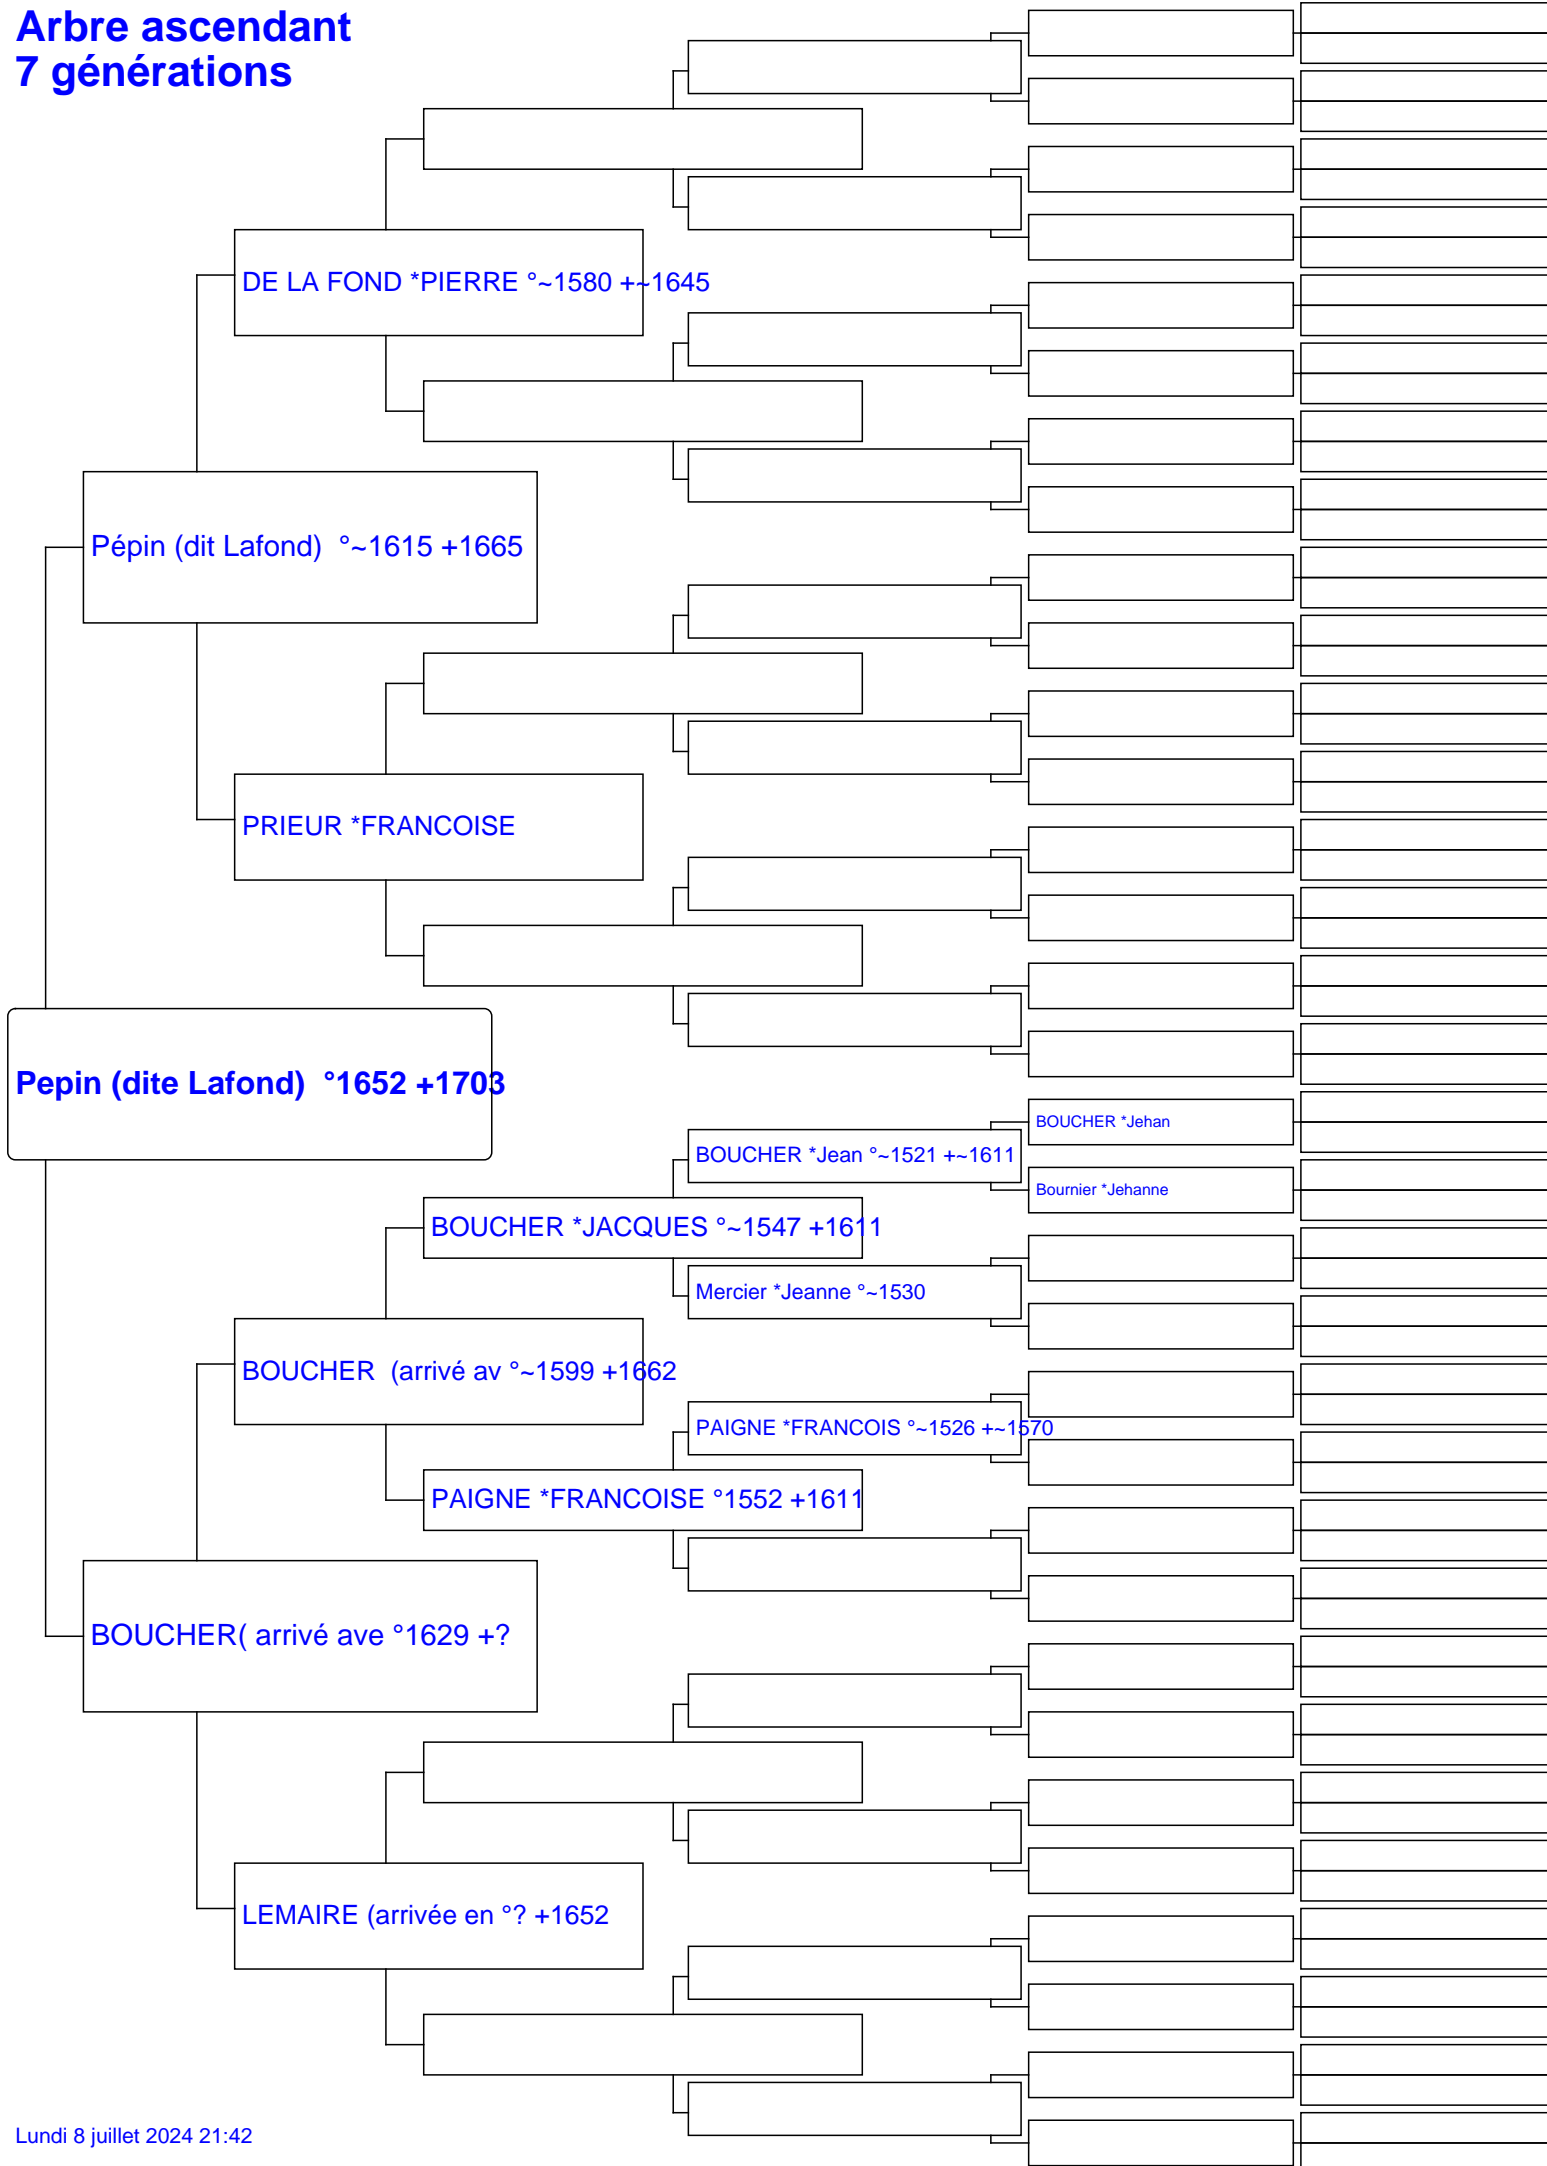 Arbre ascendant
7 générations
DE LA FOND *PIERRE °~1580 +~1645
Pépin (dit Lafond)  °~1615 +1665
PRIEUR *FRANCOISE
Pepin (dite Lafond)  °1652 +1703
BOUCHER *Jehan
BOUCHER *Jean °~1521 +~1611
Bournier *Jehanne
BOUCHER *JACQUES °~1547 +1611
Mercier *Jeanne °~1530
BOUCHER  (arrivé av °~1599 +1662
PAIGNE *FRANCOIS °~1526 +~1570
PAIGNE *FRANCOISE °1552 +1611
BOUCHER( arrivé ave °1629 +?
LEMAIRE (arrivée en °? +1652
Lundi 8 juillet 2024 21:42